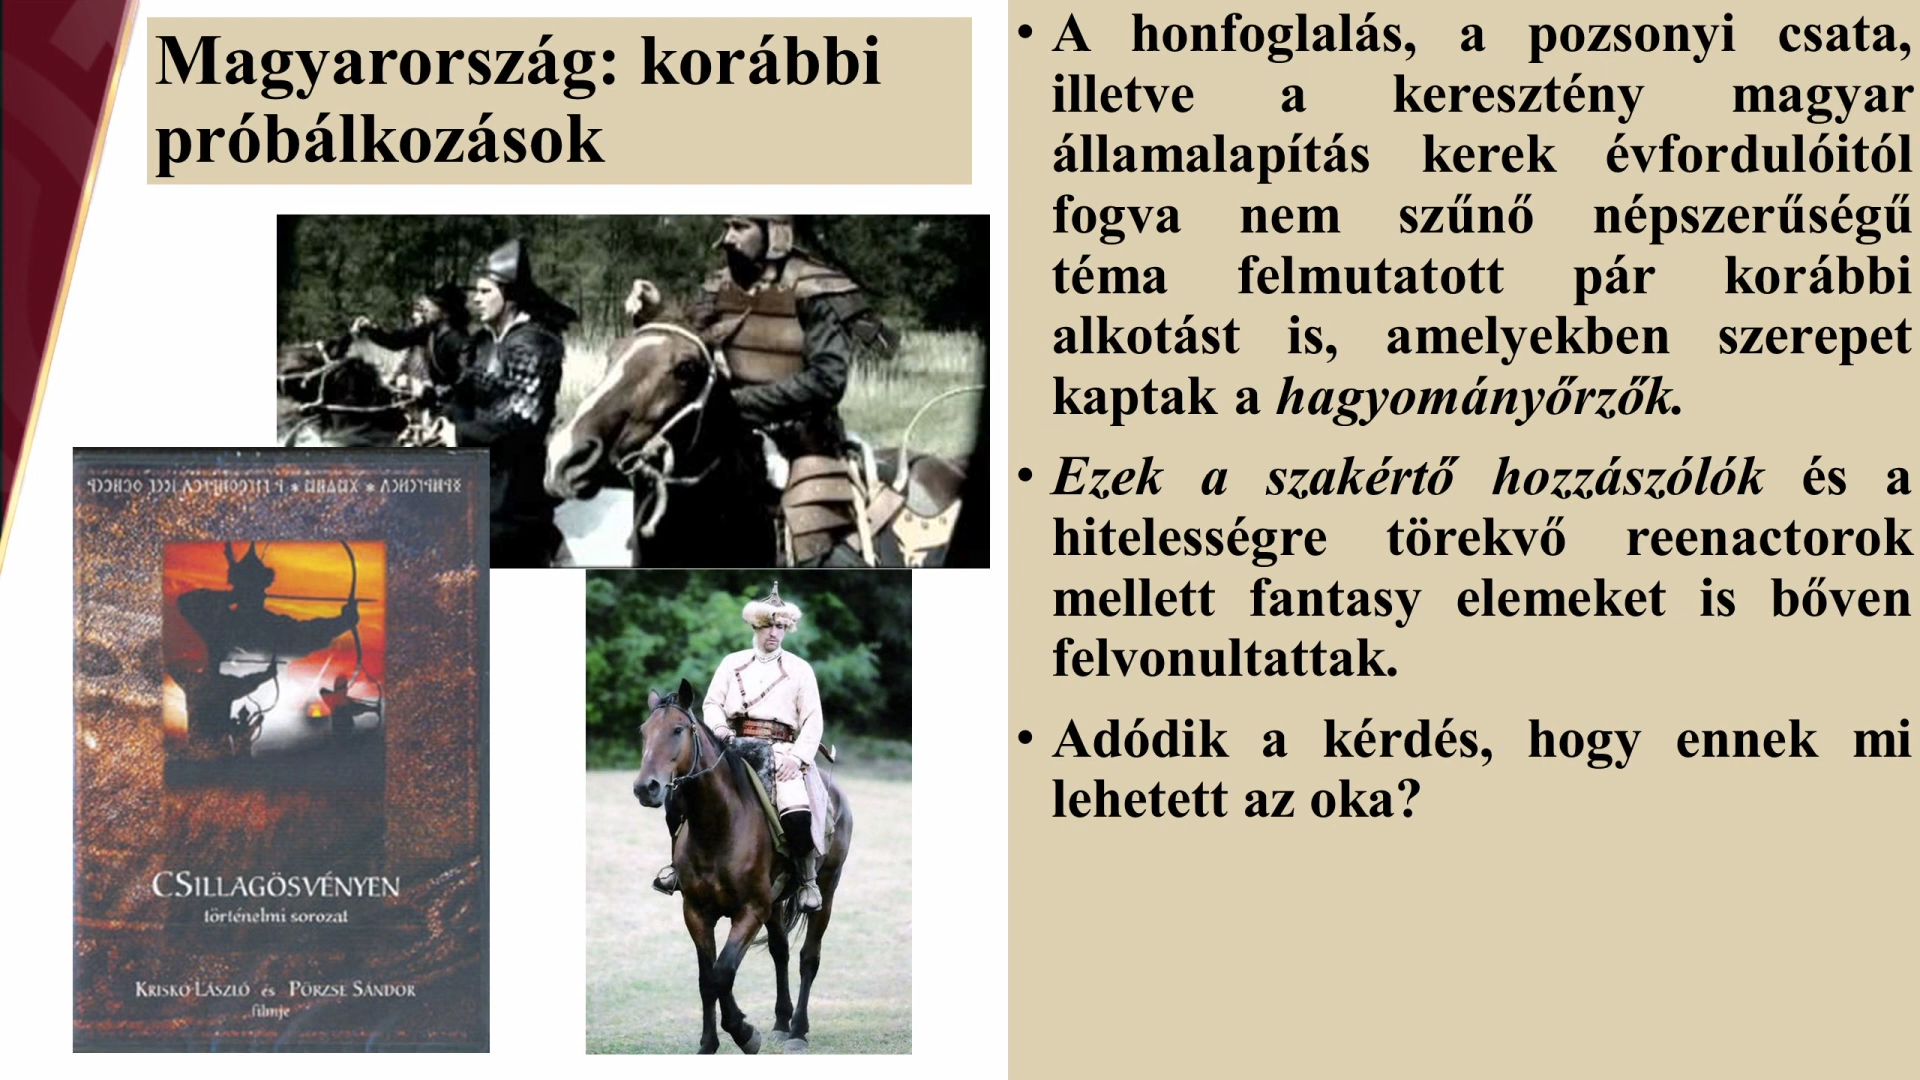 Magyarország: korábbi
próbálkozások
• A honfoglalás, a pozsonyi csata,
illetve a keresztény magyar
államalapítás kerek évfordulóitól
fogva nem szűnő népszerűségű
téma felmutatott pár korábbi
alkotást is, amelyekben szerepet
kaptak a hagyományőrzők.
• Ezek a szakértő hozzászólók és a
hitelességre törekvő reenactorok
mellett fantasy elemeket is bőven
felvonultattak.
• Adódik a kérdés, hogy ennek mi
lehetett az oka?
CSILLAGÖSVÉNYEN
történelmi sorozat
KRISKÓ LÁSZLÓ és PÖRZSE SÁNDOR
filmje